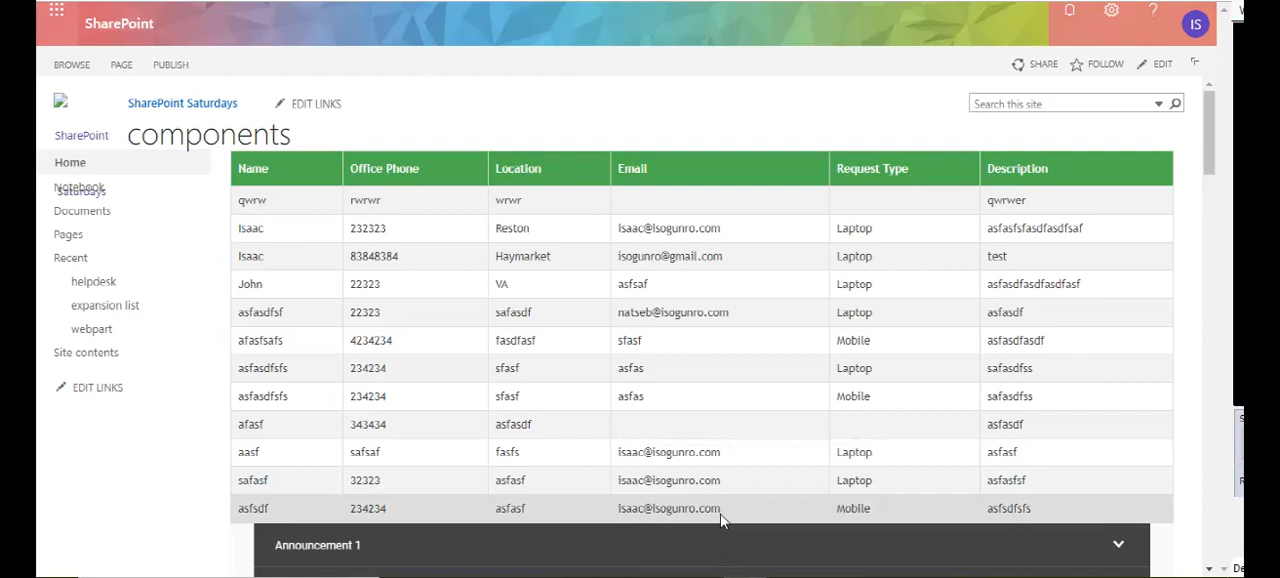 SharePoint
?
IS
BROWSE PAGE PUBLISH SHARE FOLLOW EDIT
SharePoint Saturdays EDIT LINKS Search this site
SharePoint components
Home
Notebook
Saturdays
Documents
Pages
Recent
helpdesk
expansion list
webpart
Site contents
EDIT LINKS
Name Office Phone Location Email Request Type Description
qwrw rwrwr wrwr qwrwer
Isaac 232323 Reston Isaac@isogunro.com Laptop asfasfsfasdfasdfsaf
Isaac 83848384 Haymarket isogunro@gmail.com Laptop test
John 22323 VA asfsaf Laptop asfasdfasdfasdfasf
asfasdfsf 22323 safasdf natseb@isogunro.com Laptop asfasdf
afasfsafs 4234234 fasdfasf sfasf Mobile asfasdfasdf
asfasdfsfs 234234 sfasf asfas Laptop safasdfss
asfasdfsfs 234234 sfasf asfas Mobile safasdfss
afasf 343434 asfasdf asfasdf
aasf safsaf fasfs isaac@isogunro.com Laptop asfasf
safasf 32323 asfasf isaac@isogunro.com Laptop asfasfsf
asfsdf 234234 asfasf Isaac@isogunro.com Mobile asfsdfsfs
Announcement 1